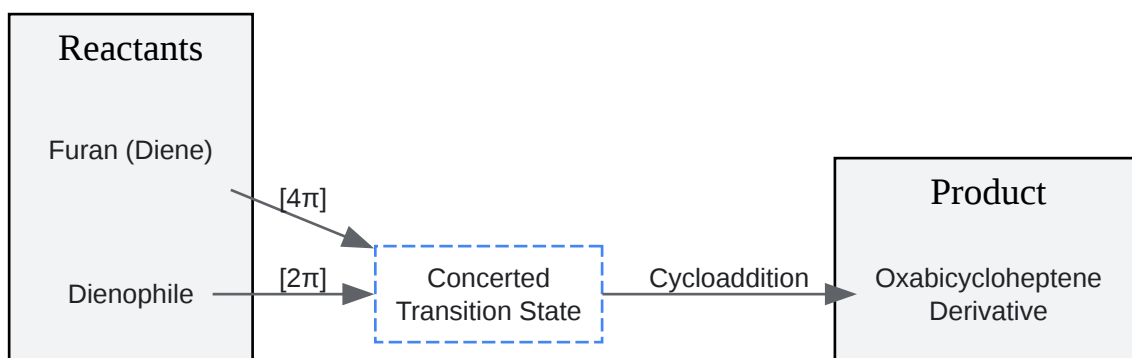 Reactants
Furan (Diene)
[4π]
Product
Dienophile
[2π]
Concerted
Transition State
Cycloaddition
Oxabicycloheptene
Derivative